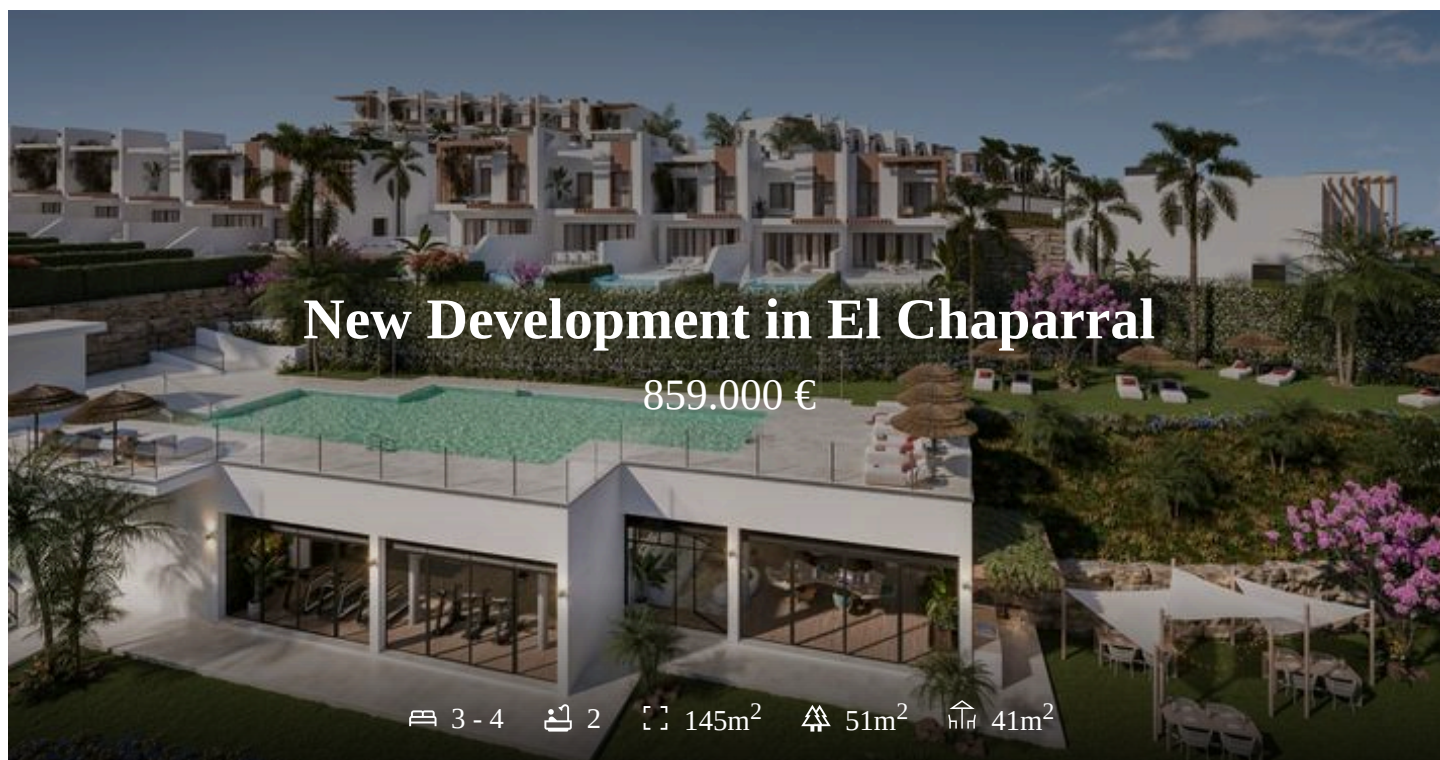 New Development in El Chaparral
859.000 €
3 - 4 2 145m² 51m² 41m²